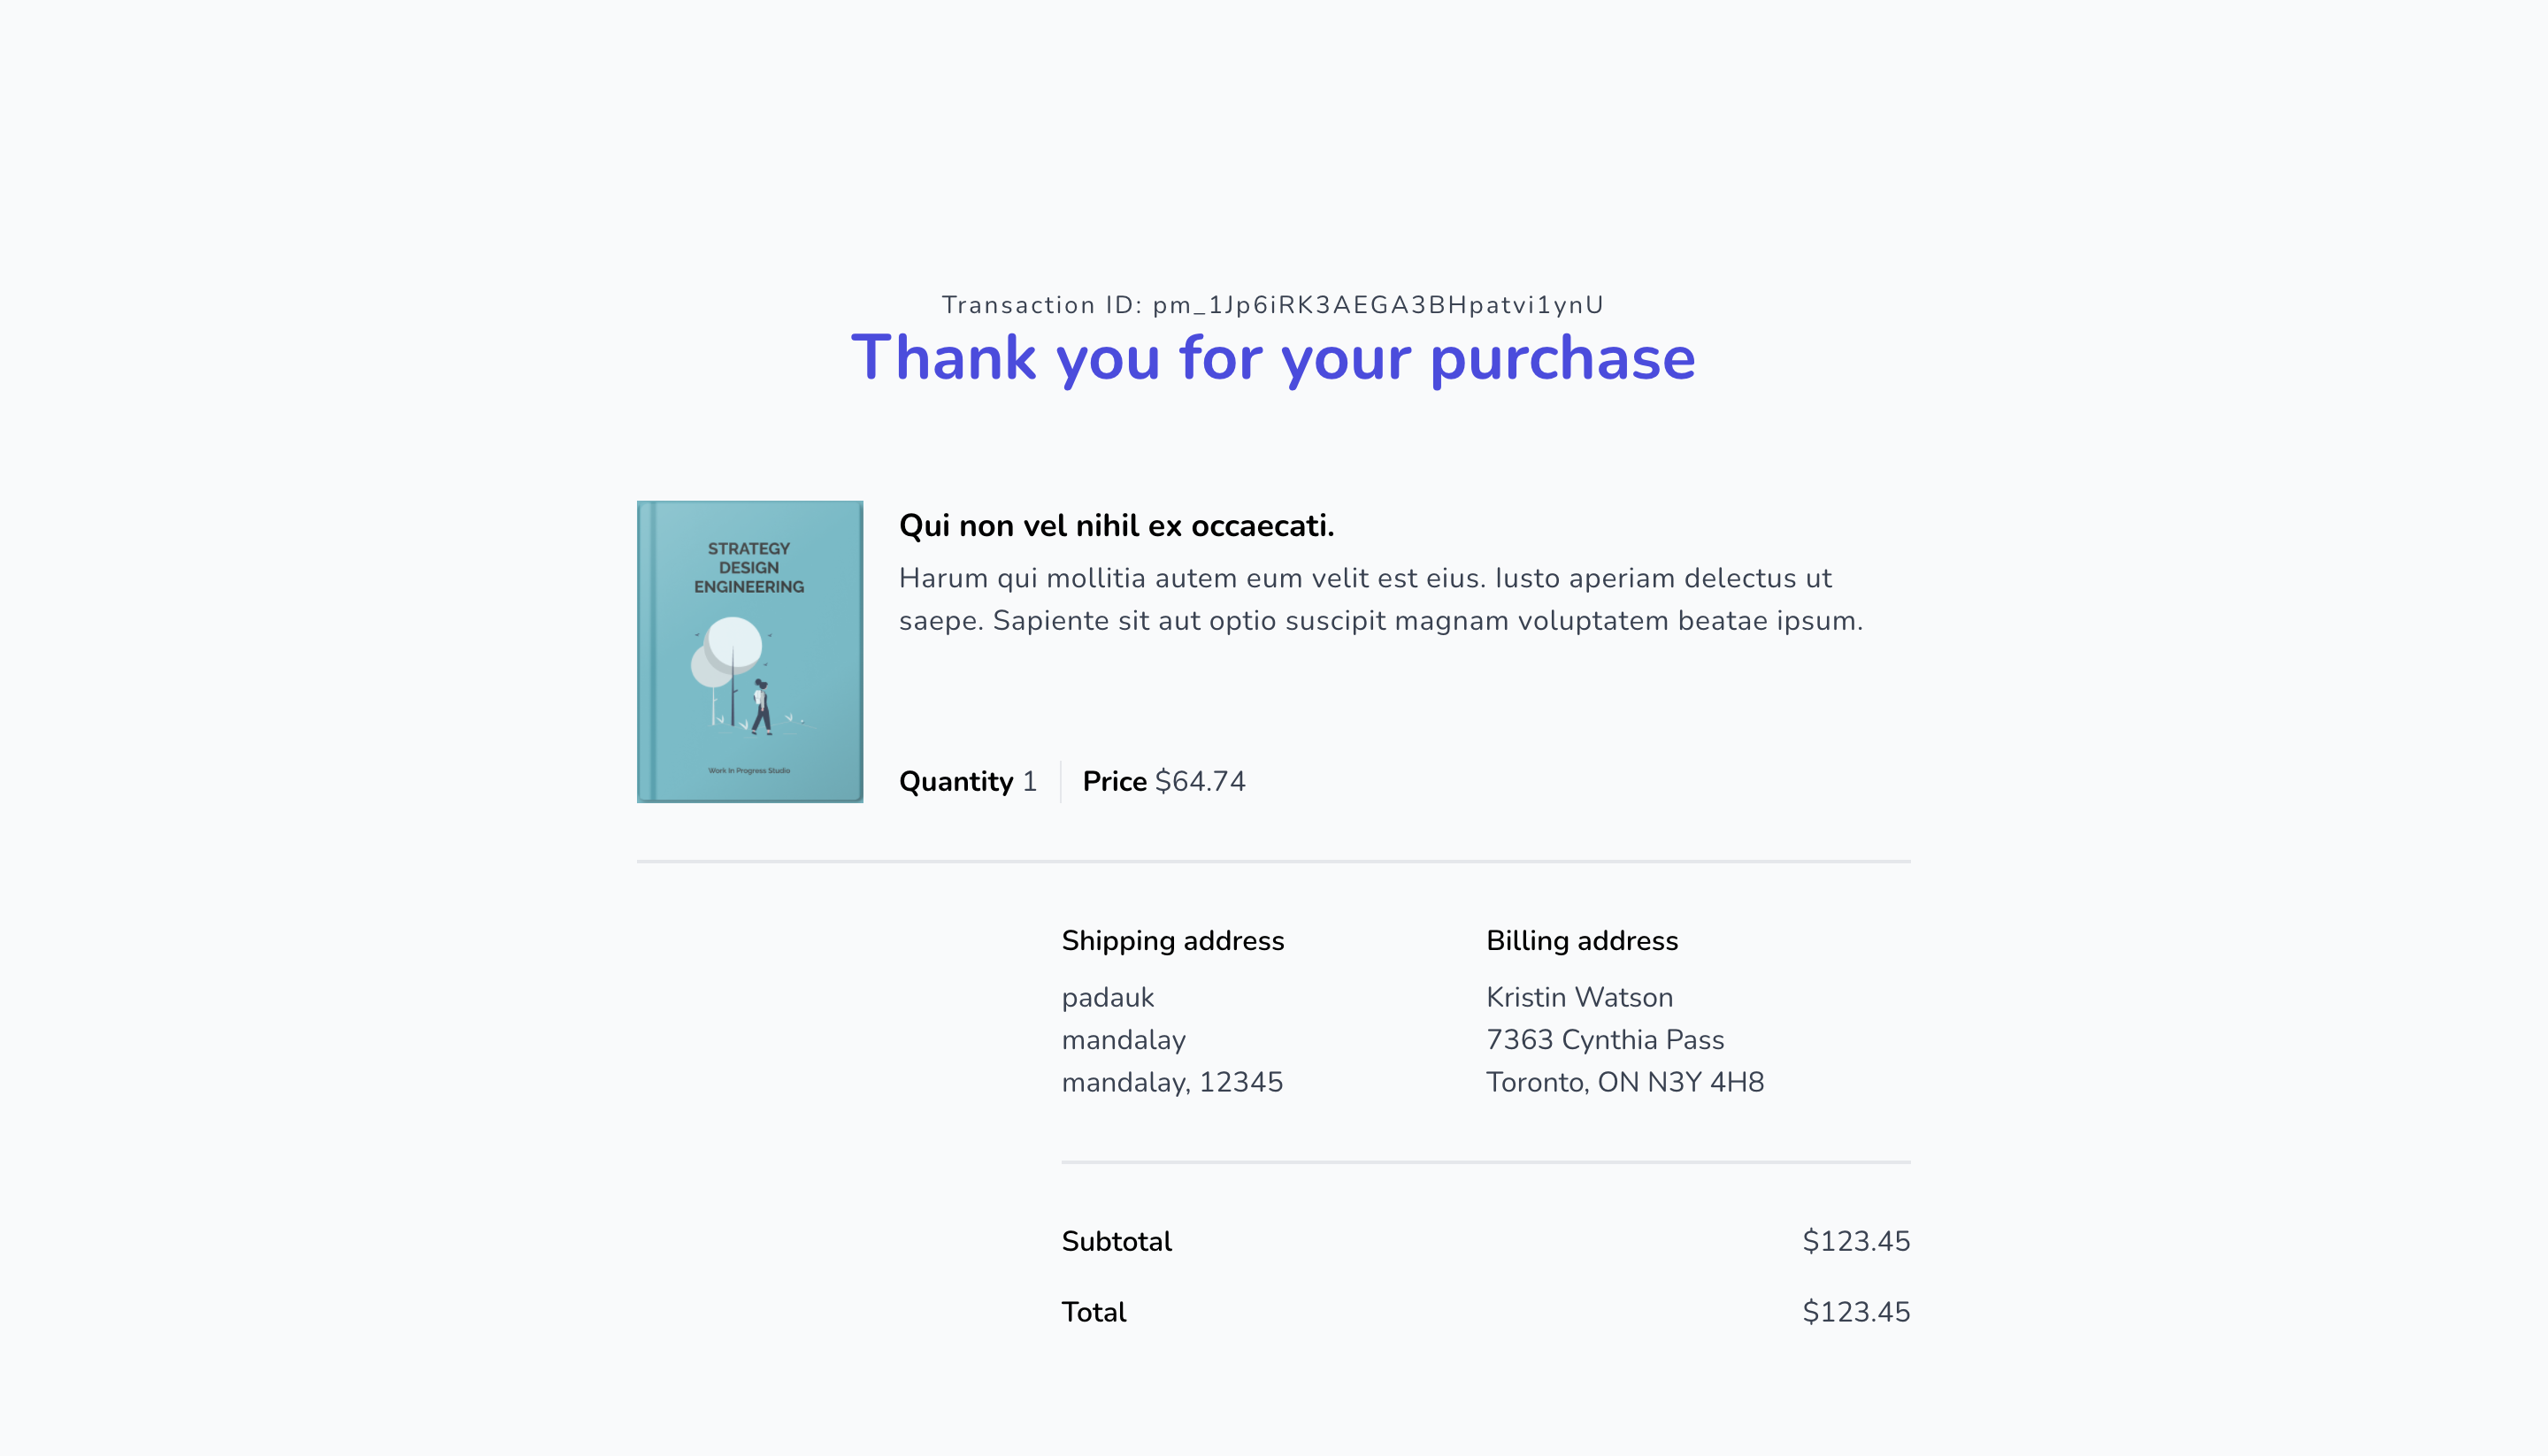 Transaction ID: pm_1Jp6iRK3AEGA3BHpatvi1ynU
Thank you for your purchase
STRATEGY
DESIGN
ENGINEERING
Work In Progress Studio
Qui non vel nihil ex occaecati.
Harum qui mollitia autem eum velit est eius. Iusto aperiam delectus ut
saepe. Sapiente sit aut optio suscipit magnam voluptatem beatae ipsum.
Quantity 1 Price $64.74
Shipping address
padauk
mandalay
mandalay, 12345
Billing address
Kristin Watson
7363 Cynthia Pass
Toronto, ON N3Y 4H8
Subtotal $123.45
Total $123.45